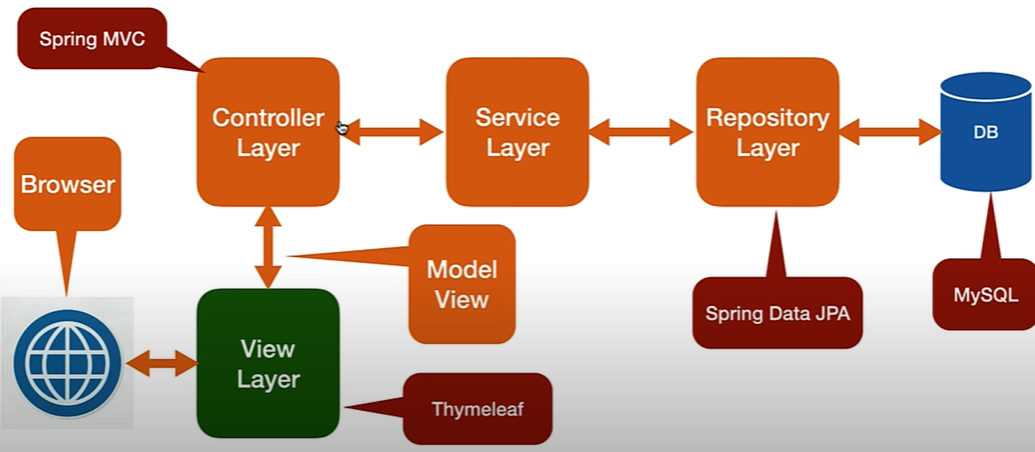 Spring MVC
Controller
Layer
Service
Layer
Repository
Layer
DB
Browser
Model
View
Spring Data JPA
MySQL
View
Layer
Thymeleaf